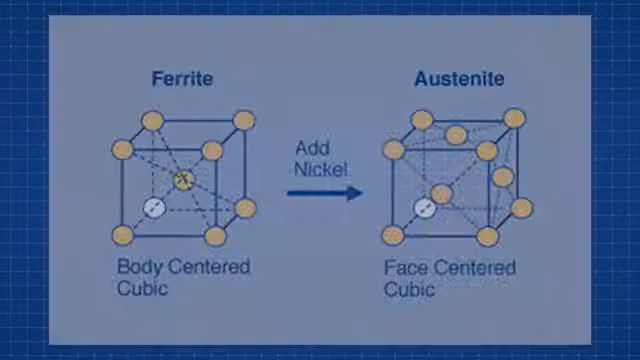 Ferrite
Austenite
Add
Nickel
Body Centered
Cubic
Face Centered
Cubic